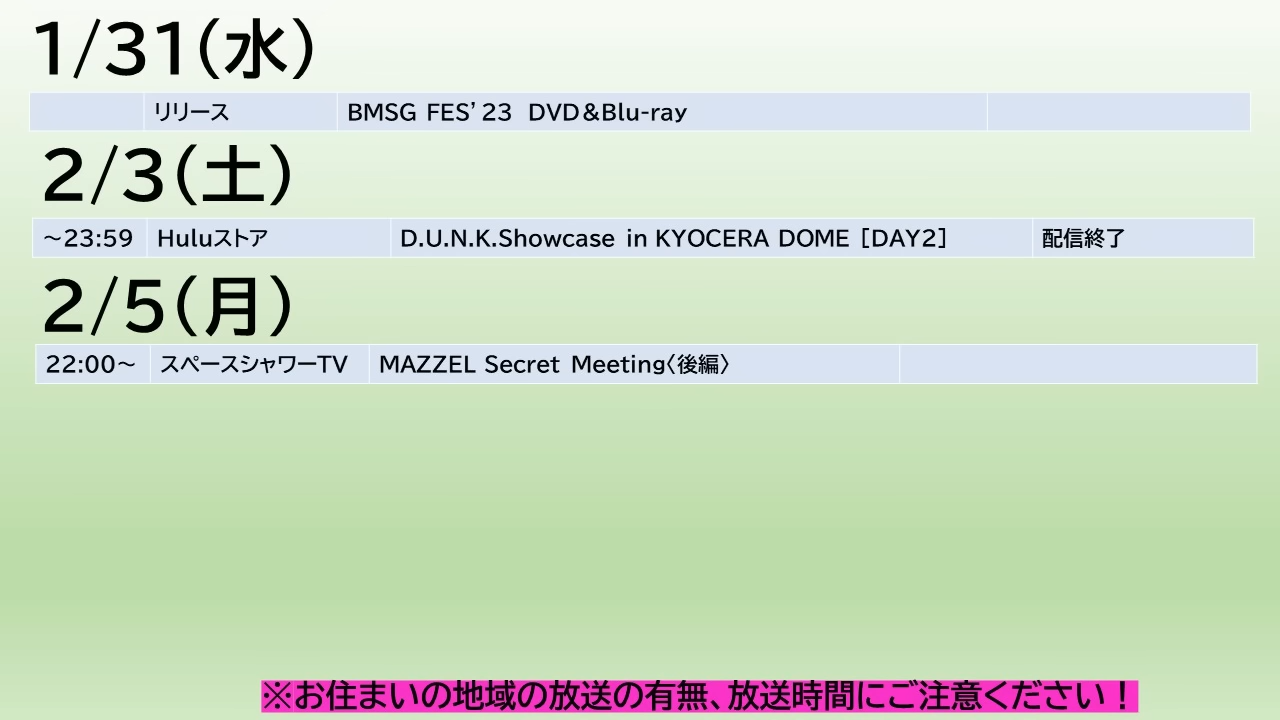 1/31(水)
リリース BMSG FES’23 DVD&Blu-ray
2/3(土)
~23:59 Huluストア D.U.N.K.Showcase in KYOCERA DOME [DAY2] 配信終了
2/5(月)
22:00~ スペースシャワーTV MAZZEL Secret Meeting〈後編〉
※お住まいの地域の放送の有無、放送時間にご注意ください!